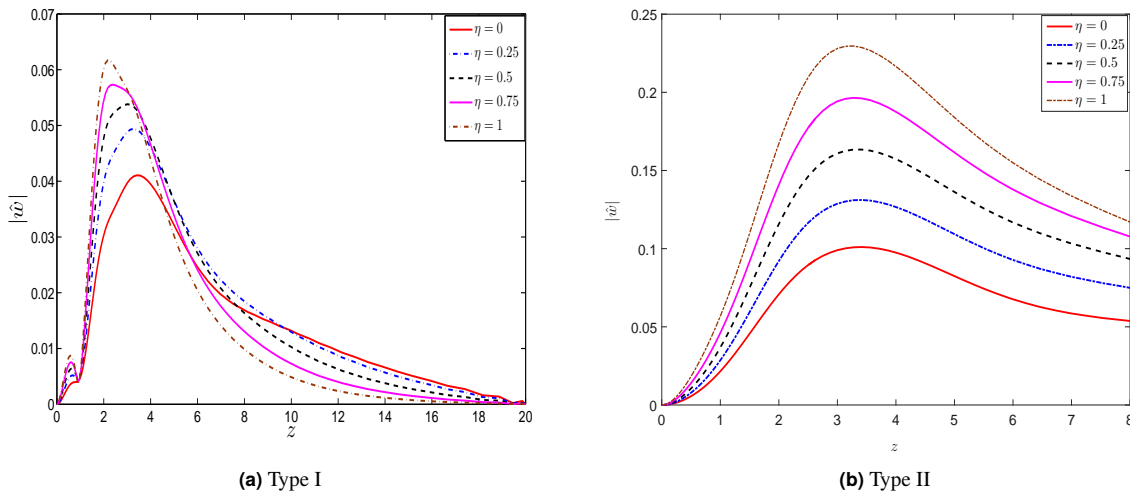 0.07
0.06
0.05
0.04
0.03
0.02
0.01
0
|ŵ|
0 2 4 6 8 10 12 14 16 18 20
z
η = 0
η = 0.25
η = 0.5
η = 0.75
η = 1
(a) Type I
0.25
0.2
0.15
0.1
0.05
0
|ŵ|
0 1 2 3 4 5 6 7 8
z
η = 0
η = 0.25
η = 0.5
η = 0.75
η = 1
(b) Type II